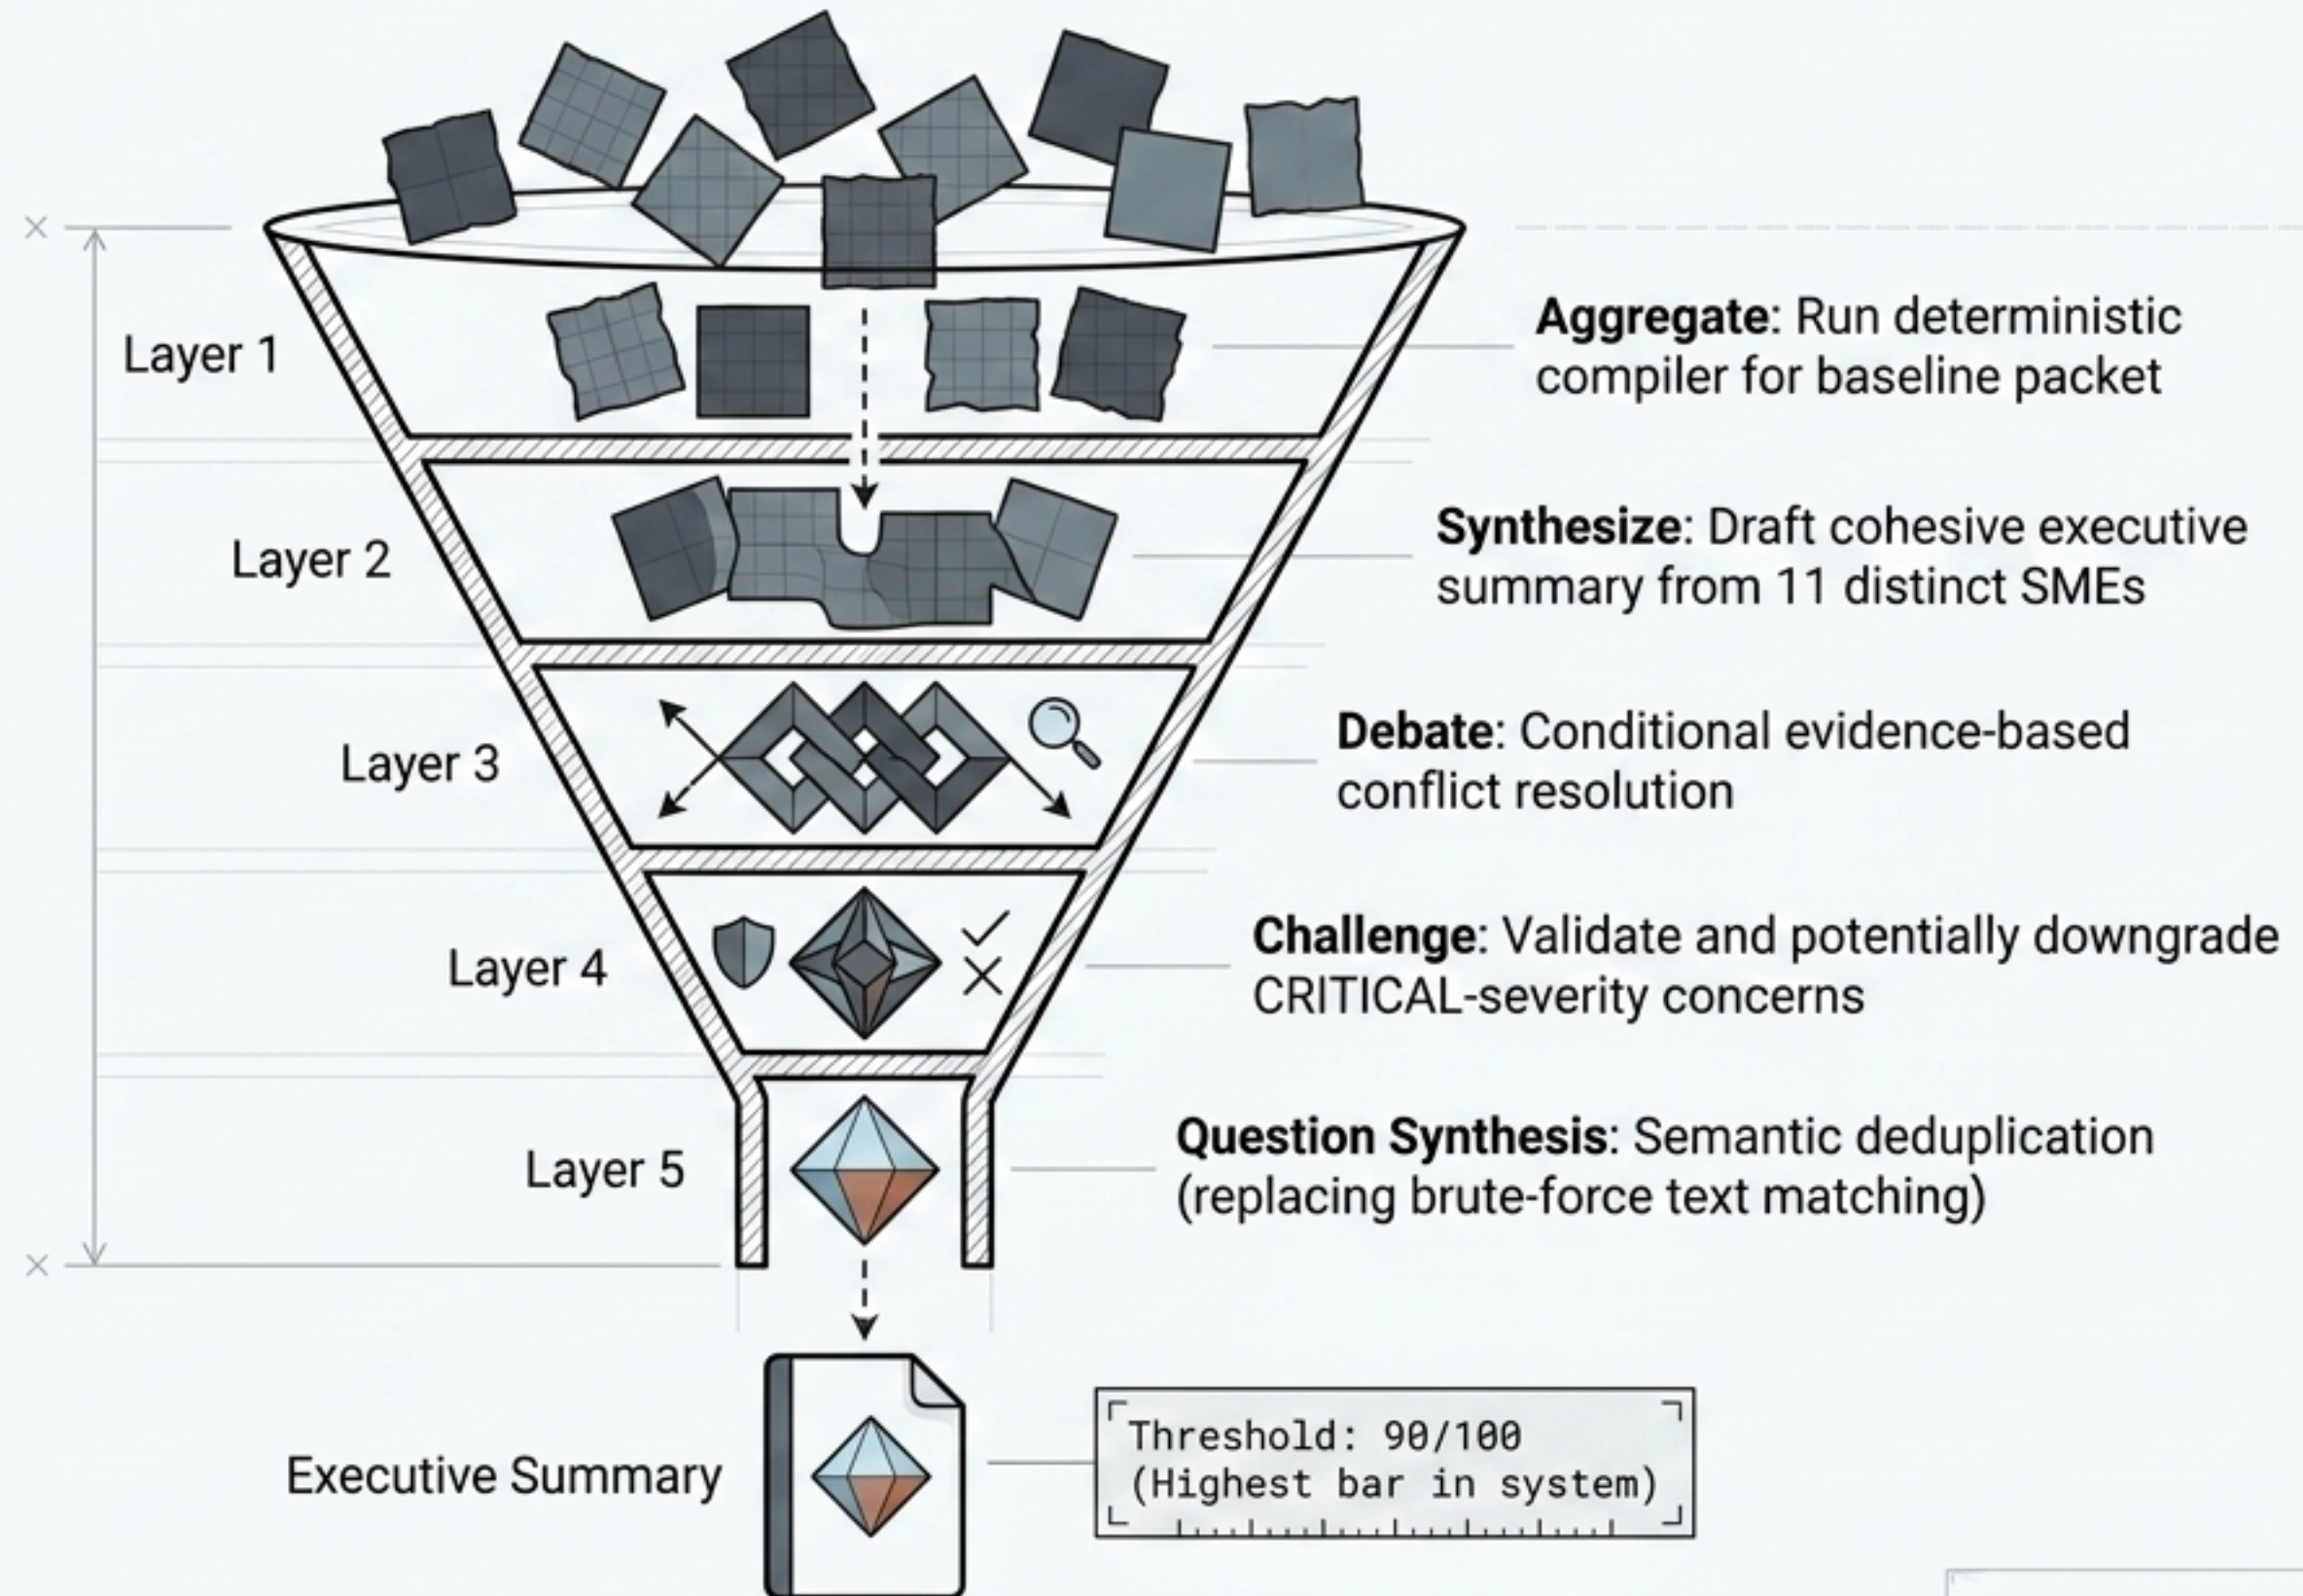 Layer 1
Aggregate: Run deterministic
compiler for baseline packet
Layer 2
Synthesize: Draft cohesive executive
summary from 11 distinct SMEs
Layer 3
Debate: Conditional evidence-based
conflict resolution
Layer 4
Challenge: Validate and potentially downgrade
CRITICAL-severity concerns
Layer 5
Question Synthesis: Semantic deduplication
(replacing brute-force text matching)
Executive Summary
Threshold: 90/100
(Highest bar in system)